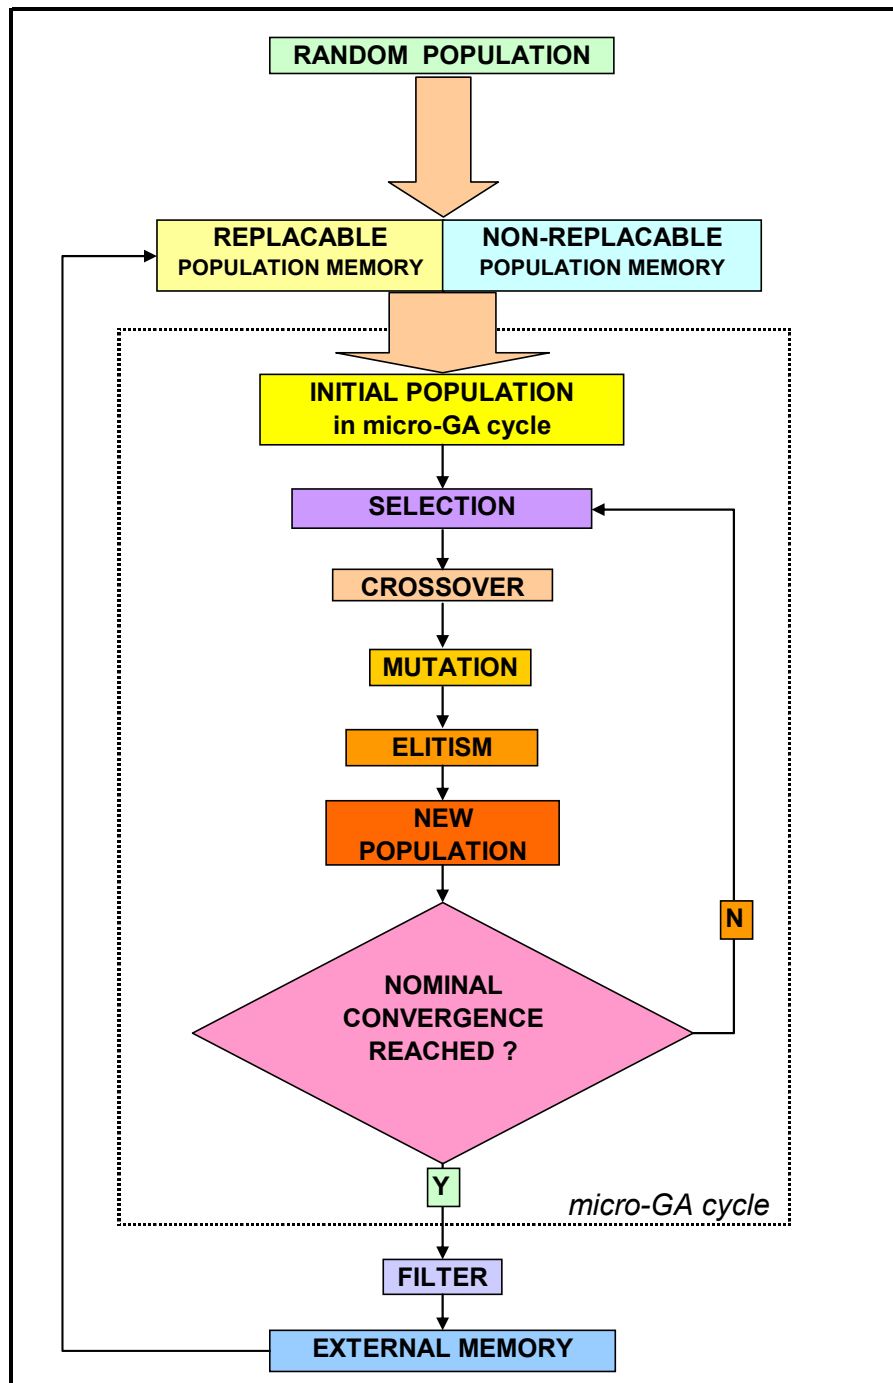 RANDOM POPULATION
REPLACABLE
POPULATION MEMORY
NON-REPLACABLE
POPULATION MEMORY
INITIAL POPULATION
in micro-GA cycle
SELECTION
CROSSOVER
MUTATION
ELITISM
NEW
POPULATION
N
NOMINAL
CONVERGENCE
REACHED ?
Y
micro-GA cycle
FILTER
EXTERNAL MEMORY